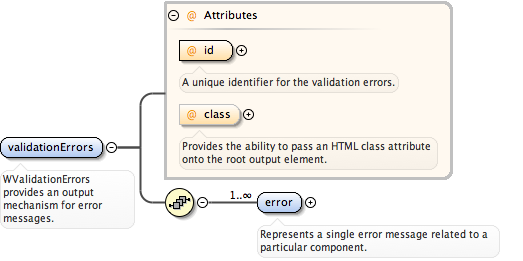 @ Attributes
@ id
A unique identifier for the validation errors.
@ class
Provides the ability to pass an HTML class attribute
onto the root output element.
validationErrors
WValidationErrors
provides an output
mechanism for error
messages.
1..∞
error
Represents a single error message related to a
particular component.